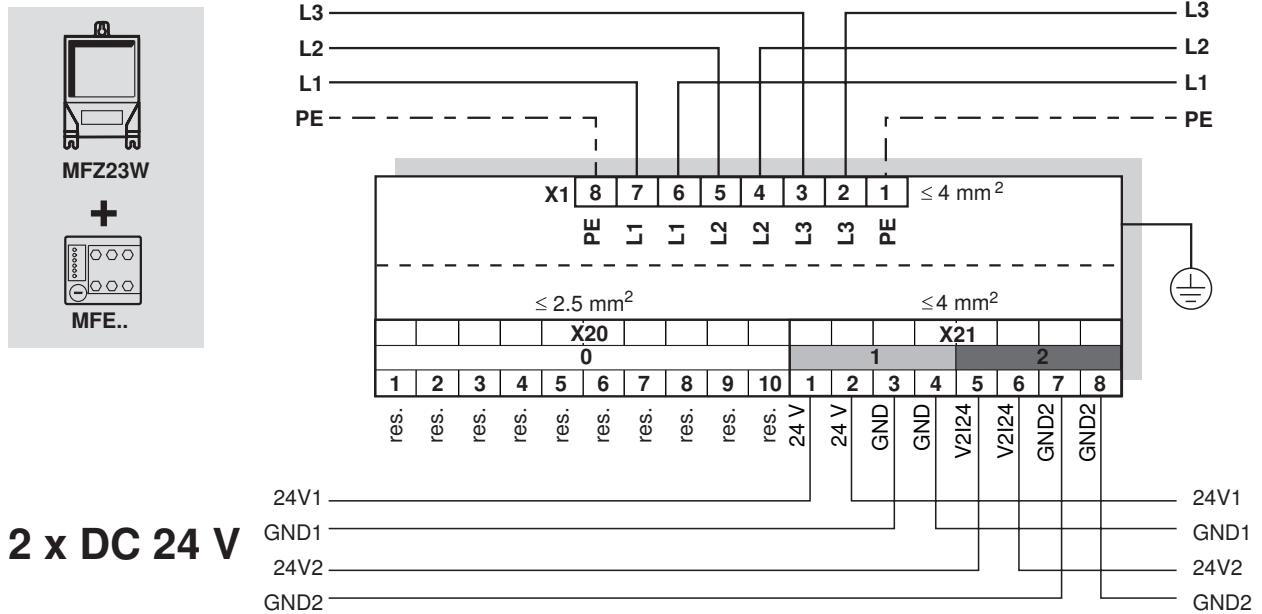 L3 L3
L2 L2
L1 L1
PE PE
MFZ23W
+
MFE..
X1 8 7 6 5 4 3 2 1 ≤ 4 mm²
PE L1 L1 L2 L2 L3 L3 PE
≤ 2.5 mm² ≤4 mm²
X20 X21
0 1 2
1 2 3 4 5 6 7 8 9 10 1 2 3 4 5 6 7 8
res. res. res. res. res. res. res. res. res. res. 24 V 24 V GND GND V2I24 V2I24 GND2 GND2
2 x DC 24 V
24V1 24V1
GND1 GND1
24V2 24V2
GND2 GND2